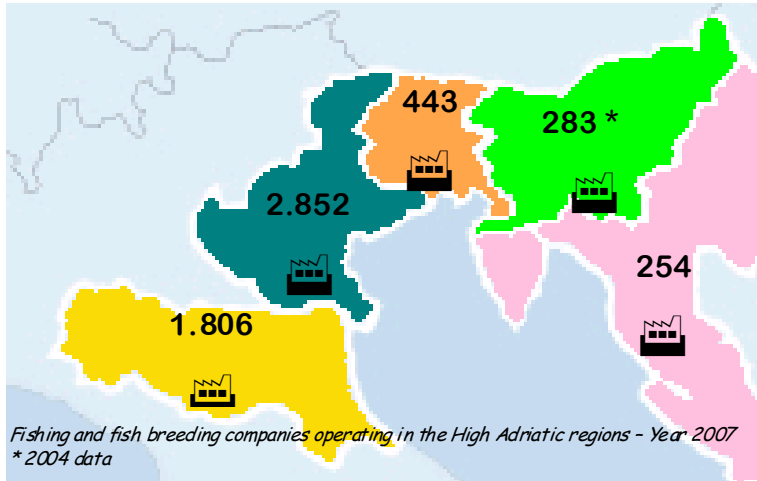 443
283 *
2.852
254
1.806
Fishing and fish breeding companies operating in the High Adriatic regions – Year 2007
* 2004 data